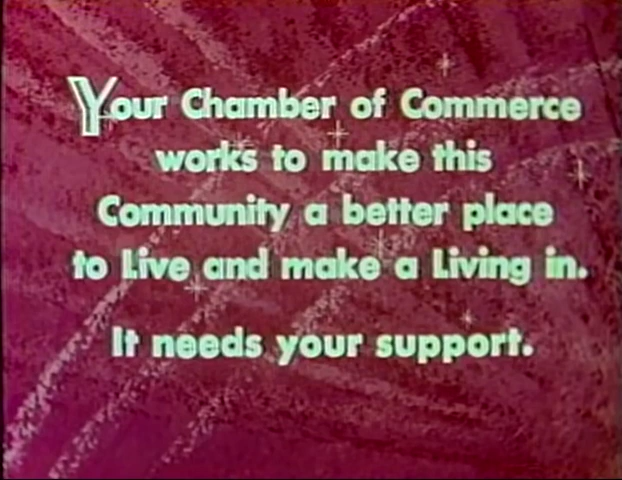 Your Chamber of Commerce
works to make this
Community a better place
to Live and make a Living in.
It needs your support.